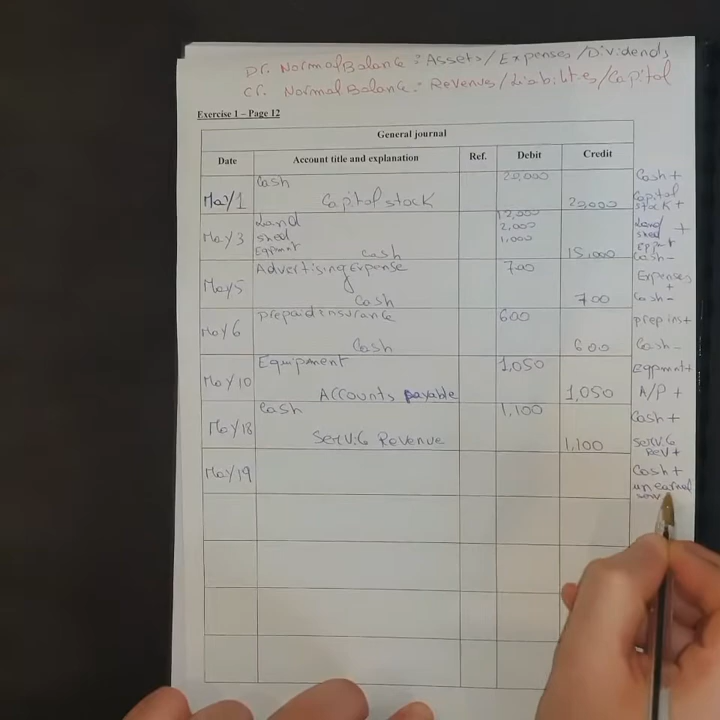 Dr. Normal Balance: Assets/Expenses/Dividends
Cr. Normal Balance: Revenues/Liabilites/Capital
Exercise 1 – Page 12
General journal
Date Account title and explanation Ref. Debit Credit
Cash 20,000 Cash +
May 1 Capital stock 20,000 Capital stock +
Land 12,000 Land +
May 3 shed 2,000 shed
Eqpment 1,000 Eqpmnt
Cash 15,000 Cash -
Advertising Expense 700 Expenses +
May 5
Cash 700 Cash -
prepaid insurance 600 prep ins +
May 6
Cash 600 Cash -
Equipment 1,050 Eqpmnt +
May 10 Accounts payable 1,050 A/P +
Cash 1,100 Cash +
May 18 Serv.G Revenue 1,100 Serv.G Rev +
May 19 Cash +
unearned